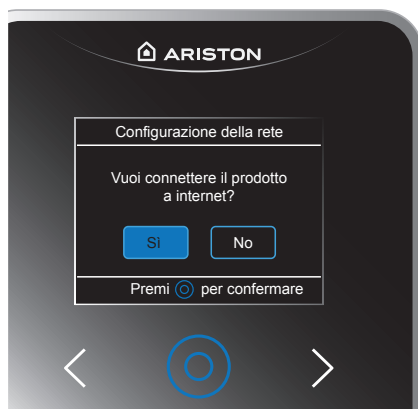 ARISTON
Configurazione della rete
Vuoi connettere il prodotto
a internet?
Sì
No
Premi per confermare